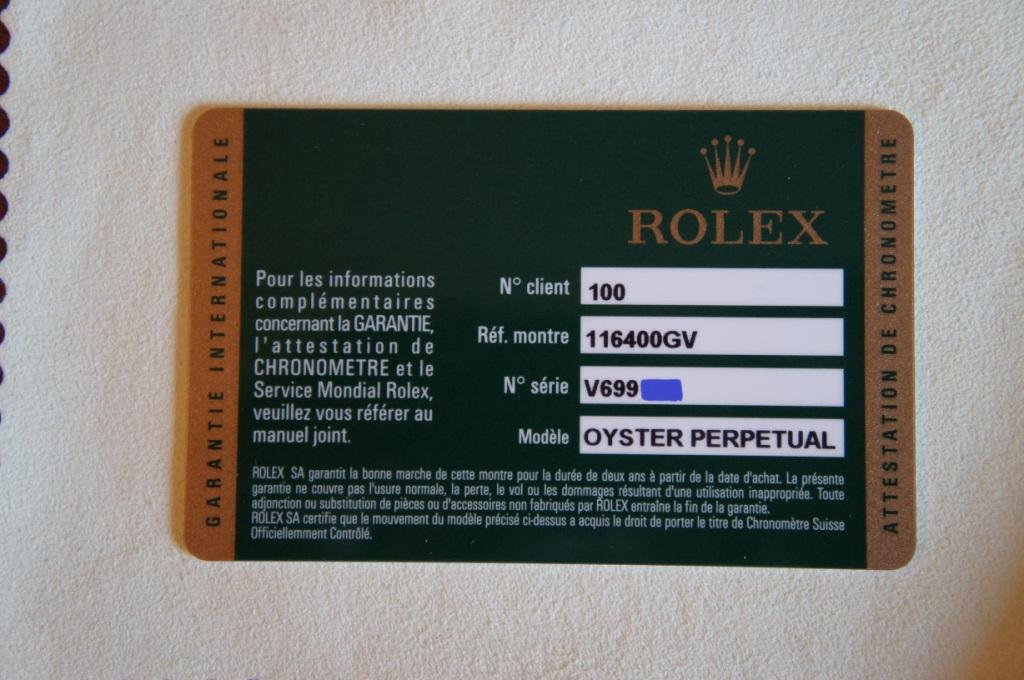 GARANTIE INTERNATIONALE
ROLEX
Pour les informations
complémentaires
concernant la GARANTIE,
l'attestation de
CHRONOMETRE et le
Service Mondial Rolex,
veuillez vous référer au
manuel joint.
N° client 100
Réf. montre 116400GV
N° série V699
Modèle OYSTER PERPETUAL
ROLEX SA garantit la bonne marche de cette montre pour la durée de deux ans à partir de la date d'achat. La présente
garantie ne couvre pas l'usure normale, la perte, le vol ou les dommages résultant d'une utilisation inappropriée. Toute
adjonction ou substitution de pièces ou d'accessoires non fabriqués par ROLEX entraîne la fin de la garantie.
ROLEX SA certifie que le mouvement du modèle précisé ci-dessus a acquis le droit de porter le titre de Chronomètre Suisse
Officiellemment Contrôlé.
ATTESTATION DE CHRONOMETRE